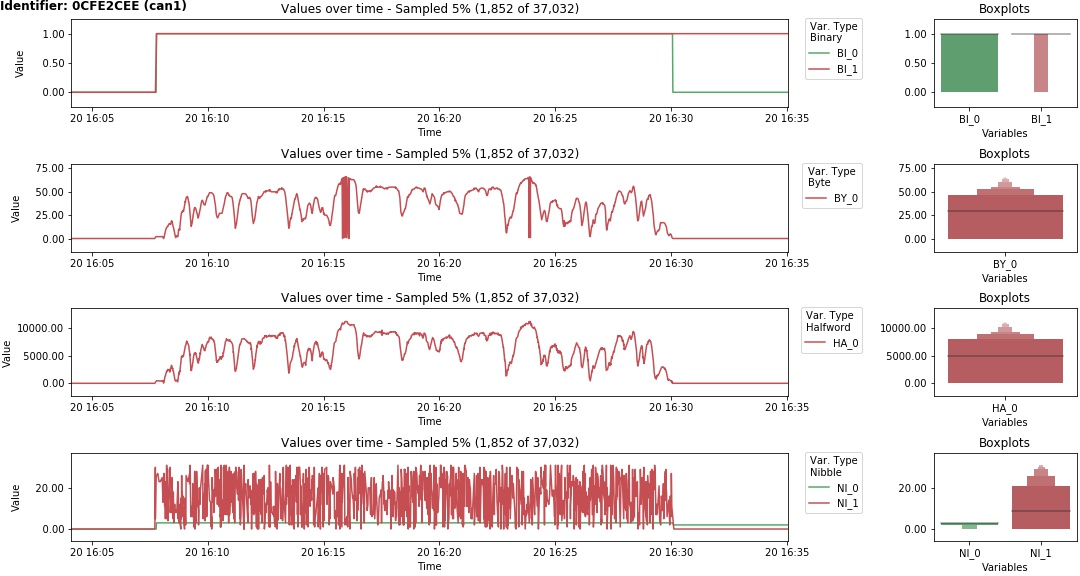 Identifier: 0CFE2CEE (can1)
Values over time - Sampled 5% (1,852 of 37,032)
Boxplots
Value
1.00
0.50
0.00
20 16:05 20 16:10 20 16:15 20 16:20 20 16:25 20 16:30 20 16:35
Time
Var. Type
Binary
BI_0
BI_1
1.00
0.50
0.00
BI_0 BI_1
Variables
Values over time - Sampled 5% (1,852 of 37,032)
Boxplots
Value
75.00
50.00
25.00
0.00
20 16:05 20 16:10 20 16:15 20 16:20 20 16:25 20 16:30 20 16:35
Time
Var. Type
Byte
BY_0
75.00
50.00
25.00
0.00
BY_0
Variables
Values over time - Sampled 5% (1,852 of 37,032)
Boxplots
Value
10000.00
5000.00
0.00
20 16:05 20 16:10 20 16:15 20 16:20 20 16:25 20 16:30 20 16:35
Time
Var. Type
Halfword
HA_0
10000.00
5000.00
0.00
HA_0
Variables
Values over time - Sampled 5% (1,852 of 37,032)
Boxplots
Value
20.00
0.00
20 16:05 20 16:10 20 16:15 20 16:20 20 16:25 20 16:30 20 16:35
Time
Var. Type
Nibble
NI_0
NI_1
20.00
0.00
NI_0 NI_1
Variables